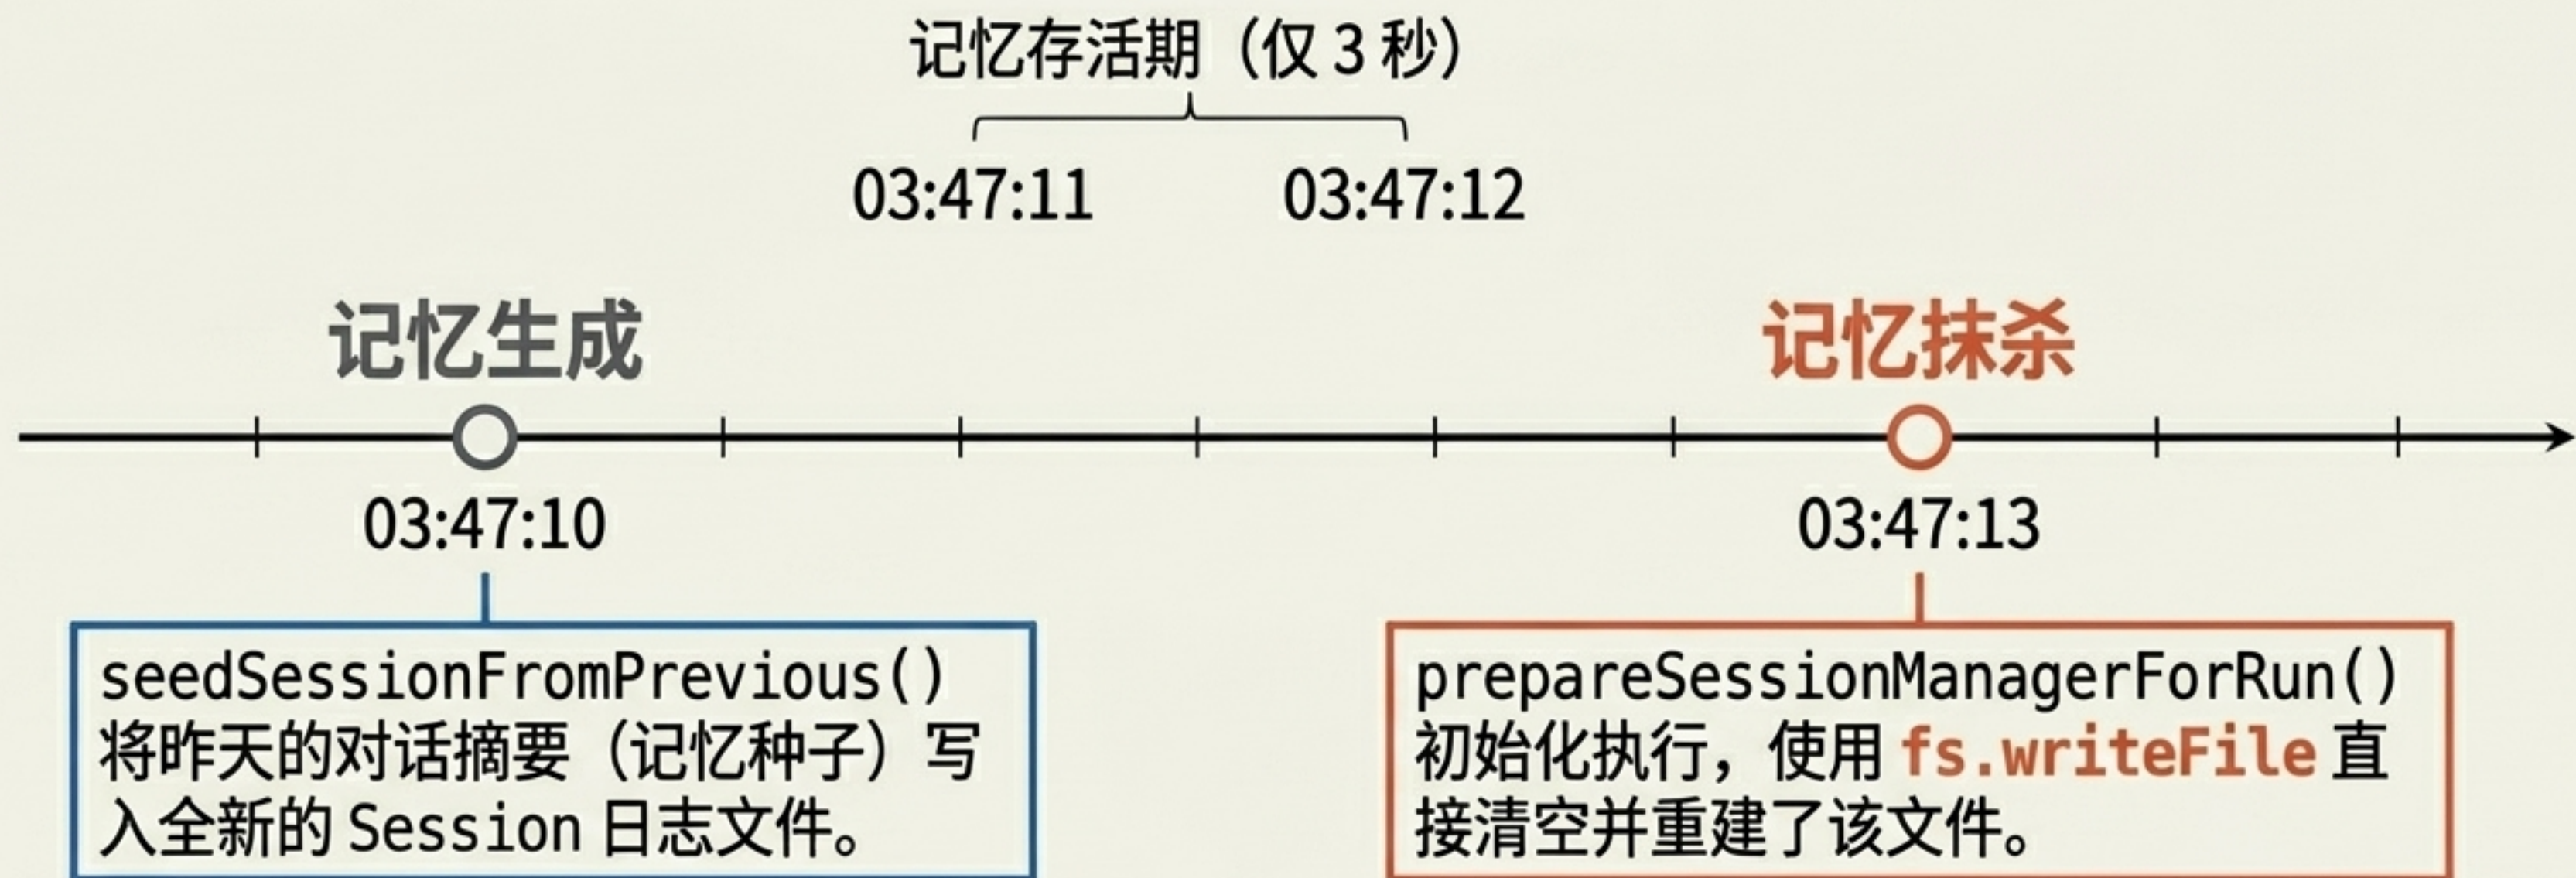 记忆存活期（仅 3 秒）
03:47:11
03:47:12
记忆生成
记忆抹杀
03:47:10
03:47:13
seedSessionFromPrevious()
将昨天的对话摘要（记忆种子）写
入全新的 Session 日志文件。
prepareSessionManagerForRun()
初始化执行，使用 fs.writeFile 直
接清空并重建了该文件。